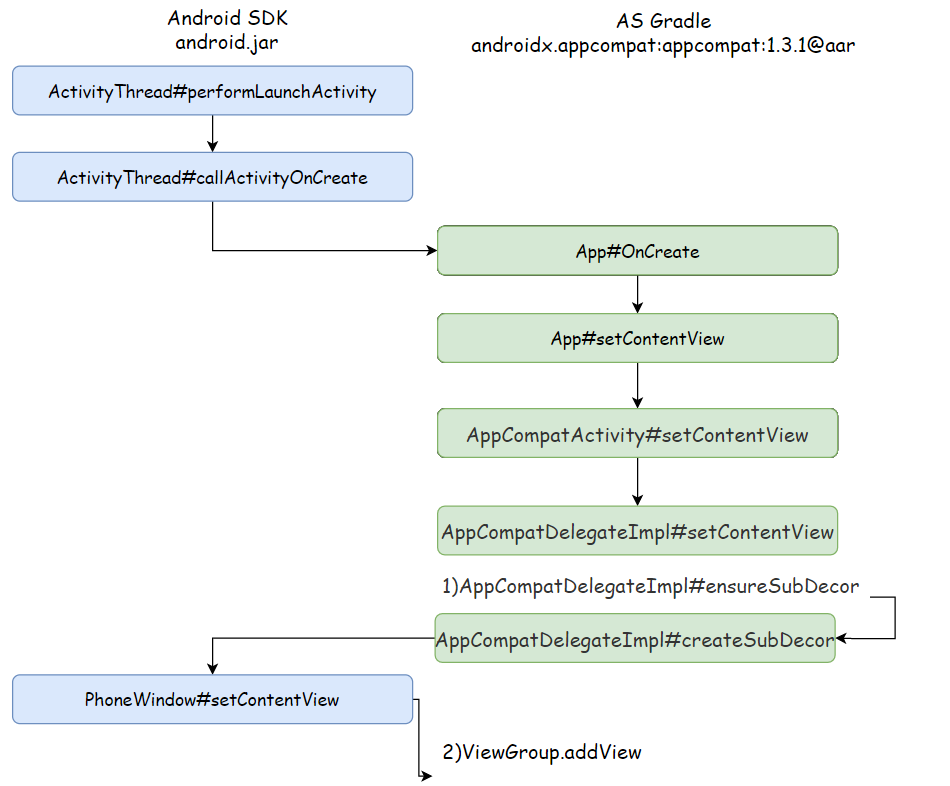 Android SDK
android.jar
AS Gradle
androidx.appcompat:appcompat:1.3.1@aar
ActivityThread#performLaunchActivity
ActivityThread#callActivityOnCreate
App#OnCreate
App#setContentView
AppCompatActivity#setContentView
AppCompatDelegateImpl#setContentView
1)AppCompatDelegateImpl#ensureSubDecor
AppCompatDelegateImpl#createSubDecor
PhoneWindow#setContentView
2)ViewGroup.addView